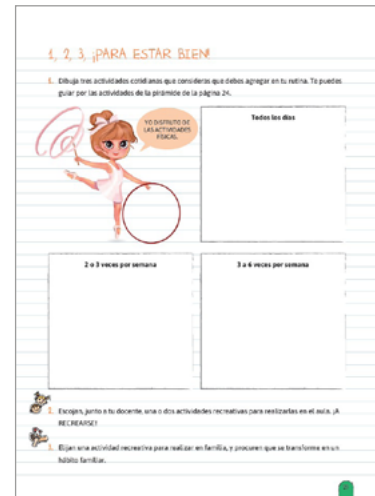 1, 2, 3, ¡PARA ESTAR BIEN!
1. Dibuja tres actividades cotidianas que consideras que debes agregar en tu rutina. Te puedes
guiar por las actividades de la pirámide de la página 24.
YO DISFRUTO DE
LAS ACTIVIDADES
FÍSICAS.
Todos los días
2 o 3 veces por semana
3 a 6 veces por semana
2. Escojan, junto a tu docente, una o dos actividades recreativas para realizarlas en el aula. ¡A
RECREARSE!
3. Elijan una actividad recreativa para realizar en familia, y procuren que se transforme en un
hábito familiar.